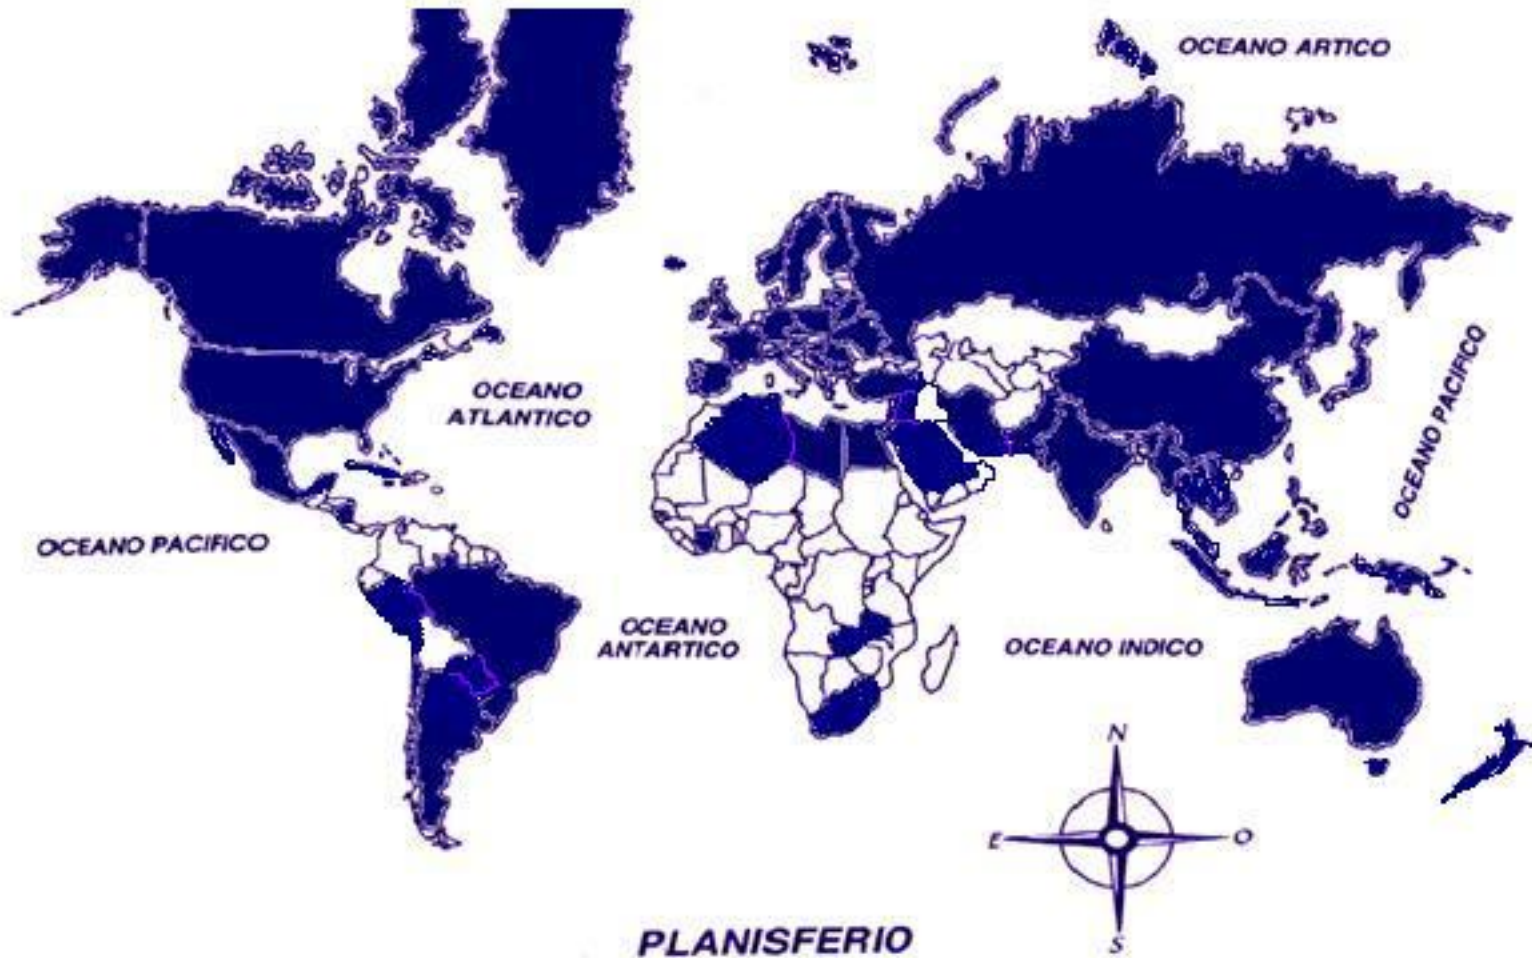 OCEANO ARTICO
OCEANO
ATLANTICO
OCEANO PACIFICO
OCEANO PACIFICO
OCEANO
ANTARTICO
OCEANO INDICO
N
E
O
S
PLANISFERIO